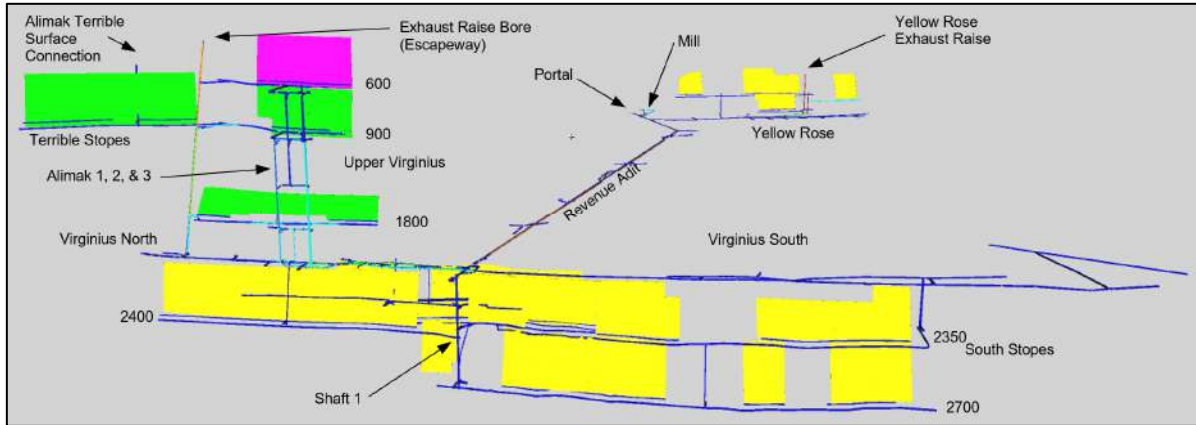 Alimak Terrible
Surface
Connection
Exhaust Raise Bore
(Escapeway)
Yellow Rose
Exhaust Raise
Mill
Portal
600
900
Terrible Stopes
Yellow Rose
Upper Virginius
Alimak 1, 2, & 3
Revenue Adit
1800
Virginius North
Virginius South
2400
2350
South Stopes
Shaft 1
2700